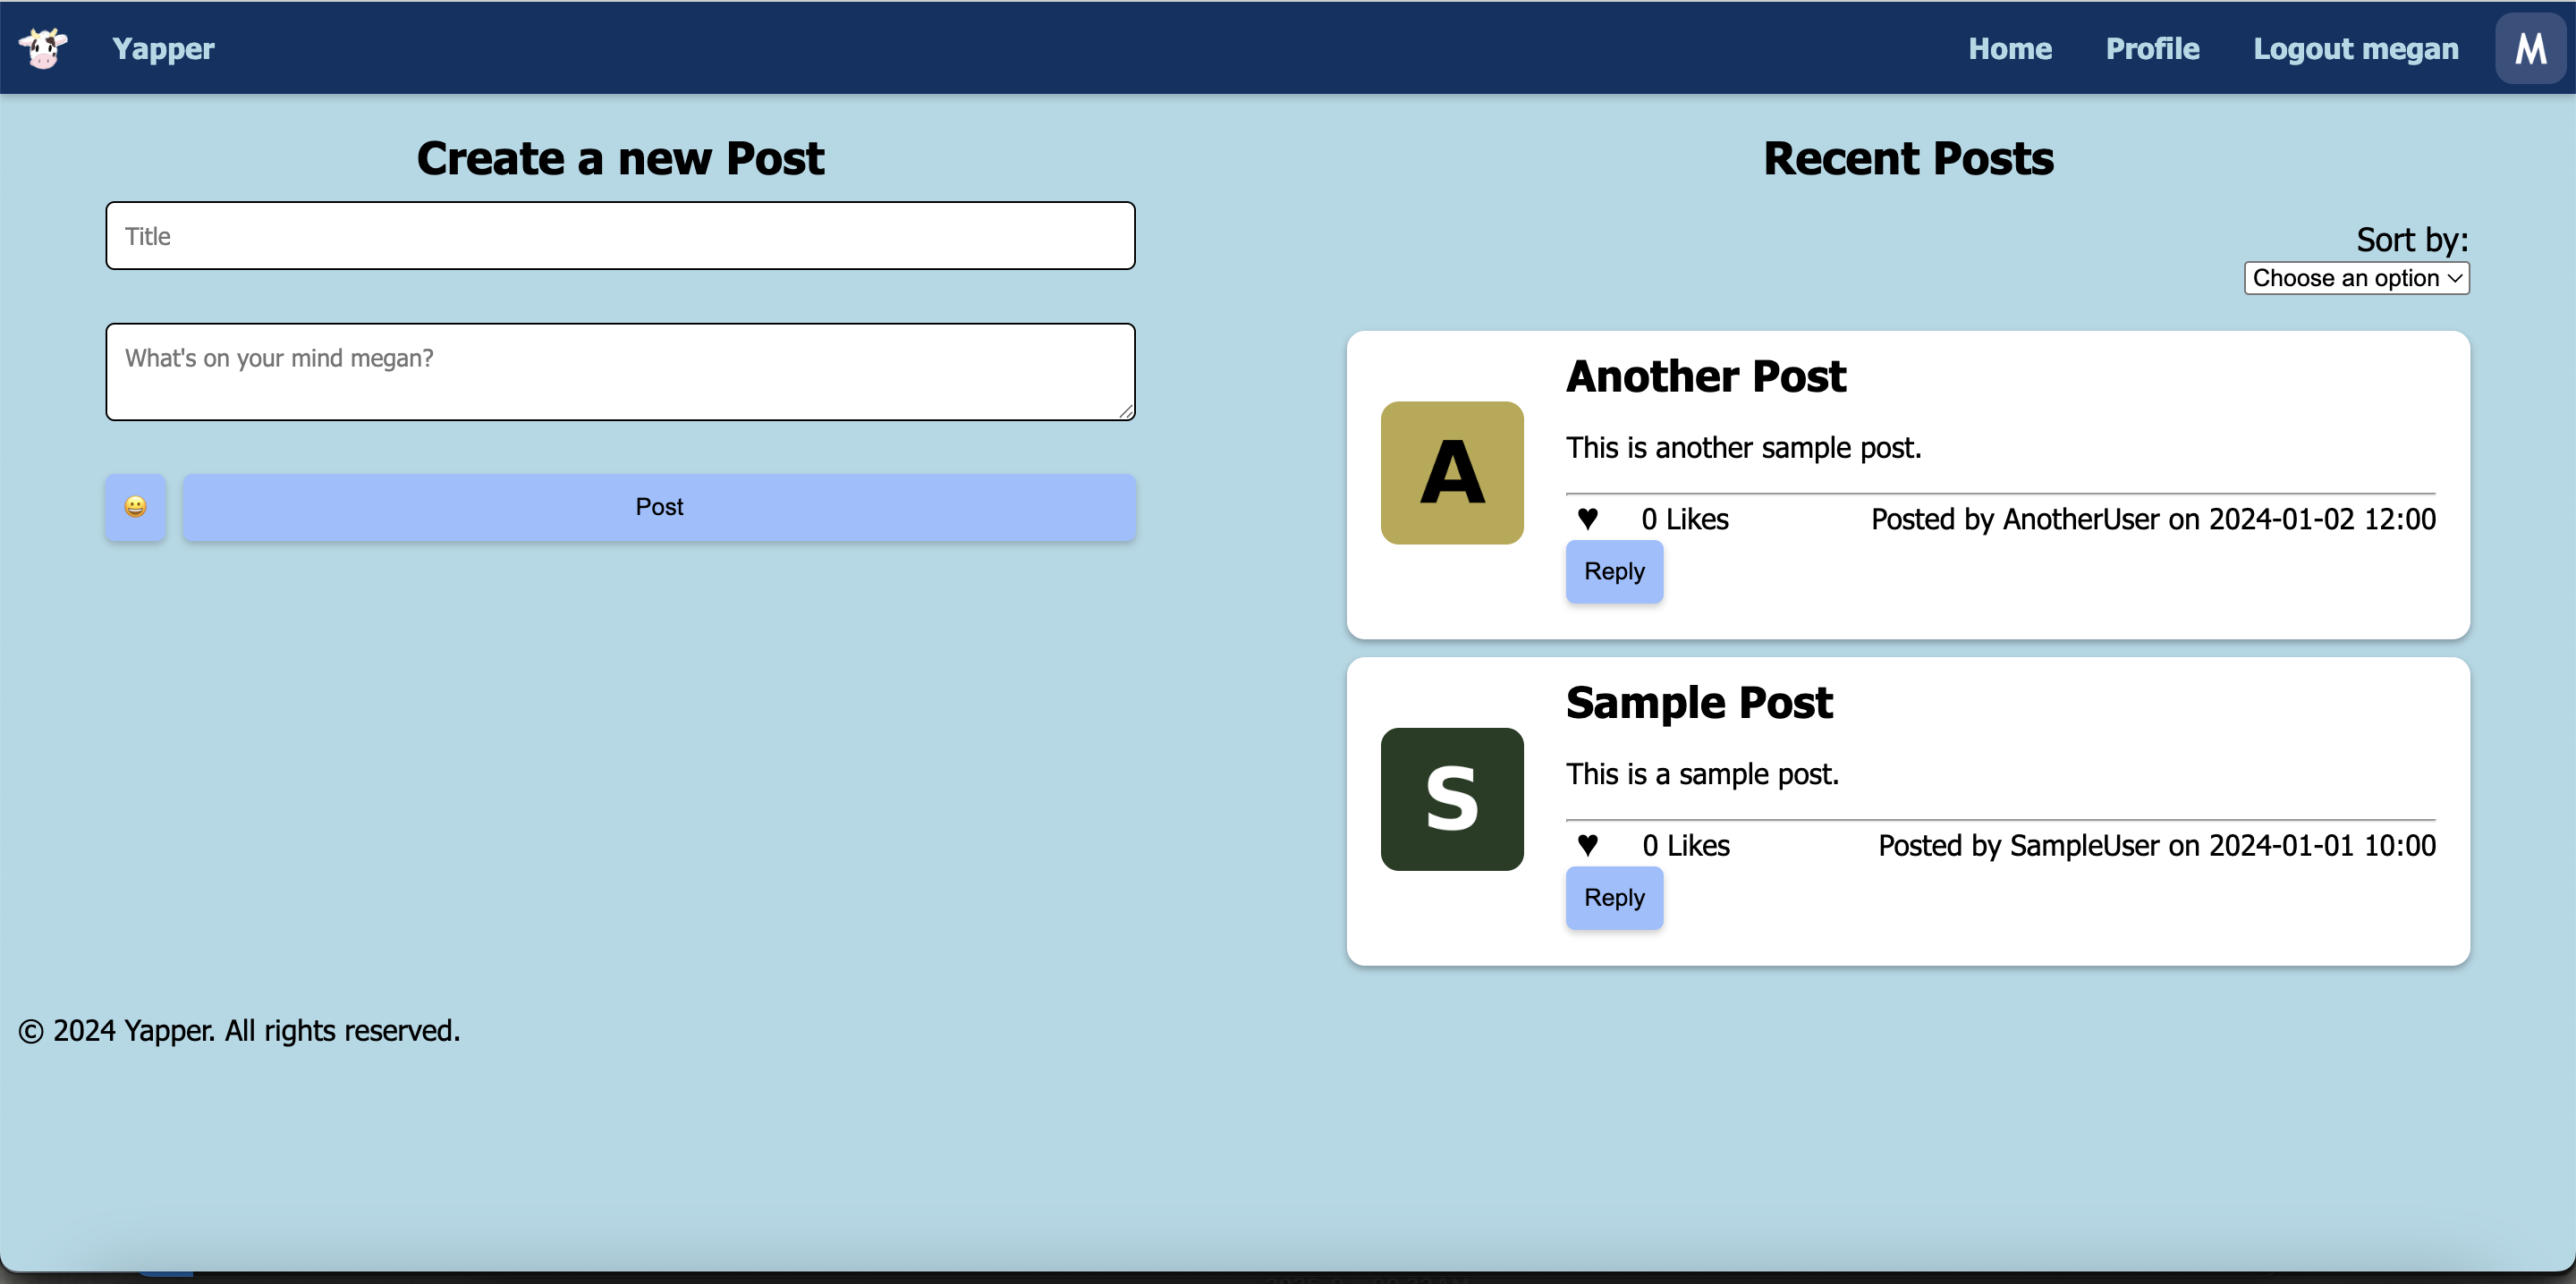 Yapper
Home Profile Logout megan M
Create a new Post
Title
What's on your mind megan?
😀 Post
Recent Posts
Sort by:
Choose an option
A
Another Post
This is another sample post.
♥ 0 Likes Posted by AnotherUser on 2024-01-02 12:00
Reply
S
Sample Post
This is a sample post.
♥ 0 Likes Posted by SampleUser on 2024-01-01 10:00
Reply
© 2024 Yapper. All rights reserved.